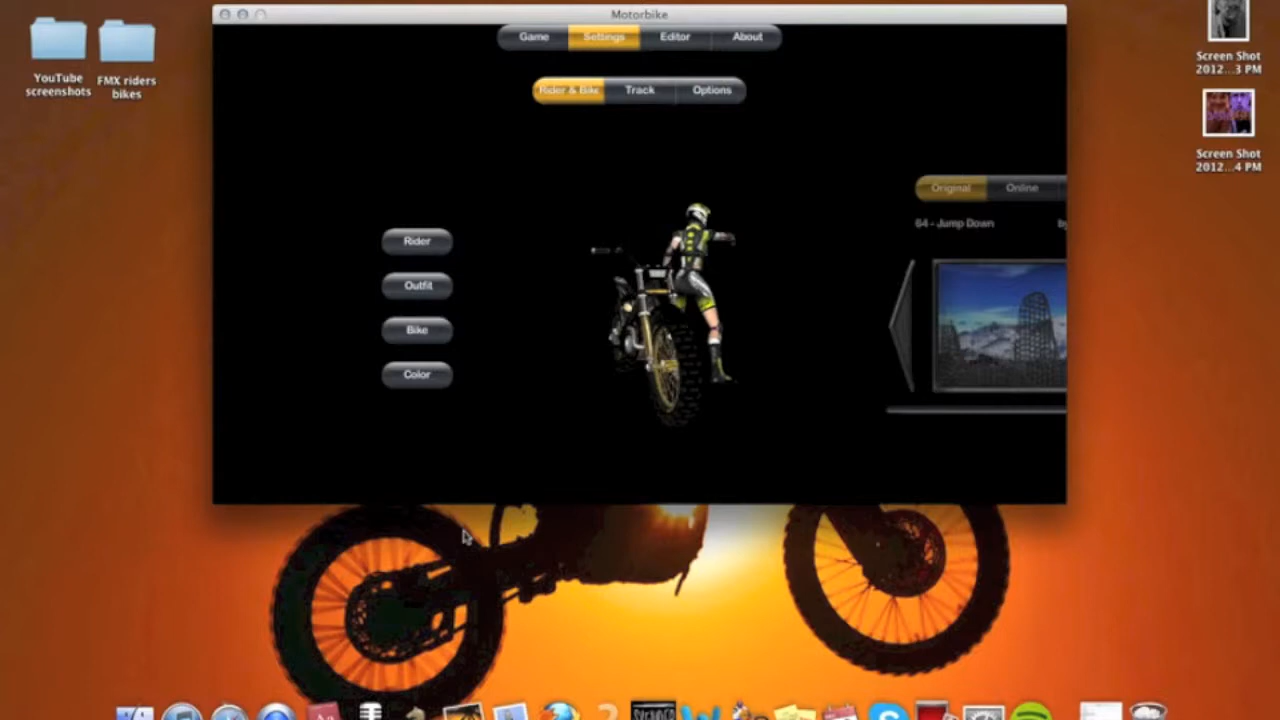 Motorbike
Game Settings Editor About
Rider & Bike Track Options
YouTube
screenshots
FMX riders
bikes
Screen Shot
2012...3 PM
Screen Shot
2012...4 PM
Original Online
64 - Jump Down
Rider
Outfit
Bike
Color